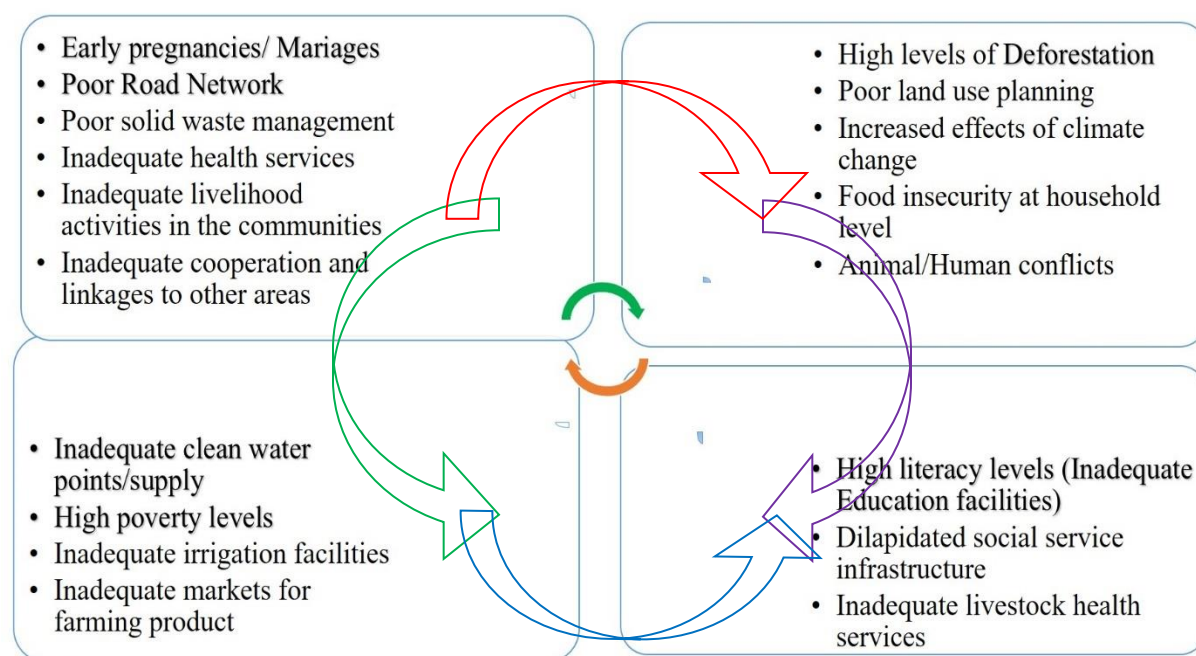 • Early pregnancies/ Mariages
• Poor Road Network
• Poor solid waste management
• Inadequate health services
• Inadequate livelihood
activities in the communities
• Inadequate cooperation and
linkages to other areas
• High levels of Deforestation
• Poor land use planning
• Increased effects of climate
change
• Food insecurity at household
level
• Animal/Human conflicts
• Inadequate clean water
points/supply
• High poverty levels
• Inadequate irrigation facilities
• Inadequate markets for
farming product
• High literacy levels (Inadequate
Education facilities)
• Dilapidated social service
infrastructure
• Inadequate livestock health
services